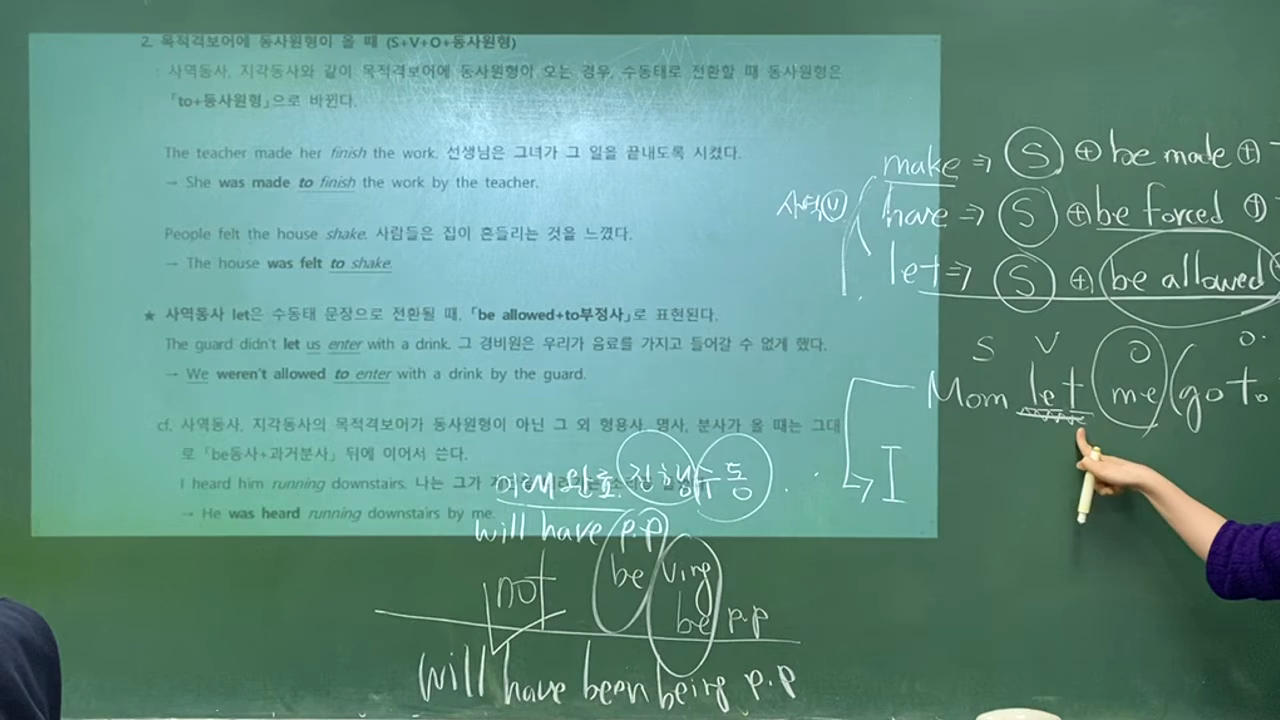 2. 목적격보어에 동사원형이 올 때 (S+V+O+동사원형)
: 사역동사, 지각동사와 같이 목적격보어에 동사원형이 오는 경우, 수동태로 전환할 때 동사원형은
「to+동사원형」으로 바뀐다.
The teacher made her finish the work. 선생님은 그녀가 그 일을 끝내도록 시켰다.
→ She was made to finish the work by the teacher.
People felt the house shake. 사람들은 집이 흔들리는 것을 느꼈다.
→ The house was felt to shake.
★ 사역동사 let은 수동태 문장으로 전환될 때, 「be allowed+to부정사」로 표현된다.
The guard didn't let us enter with a drink. 그 경비원은 우리가 음료를 가지고 들어갈 수 없게 했다.
→ We weren't allowed to enter with a drink by the guard.
cf. 사역동사, 지각동사의 목적격보어가 동사원형이 아닌 그 외 형용사, 명사, 분사가 올 때는 그대
로 「be동사+과거분사」 뒤에 이어서 쓴다.
I heard him running downstairs. 나는 그가
→ He was heard running downstairs by me.
미래완료 진행수동
will have p.p
be ving
not be p.p
will have been being p.p
사역ⓥ
make ⇒ Ⓢ ⊕ be made ⊕
have ⇒ Ⓢ ⊕ be forced ⊕
let ⇒ Ⓢ ⊕ be allowed
S V O O.
Mom let me (go to
I